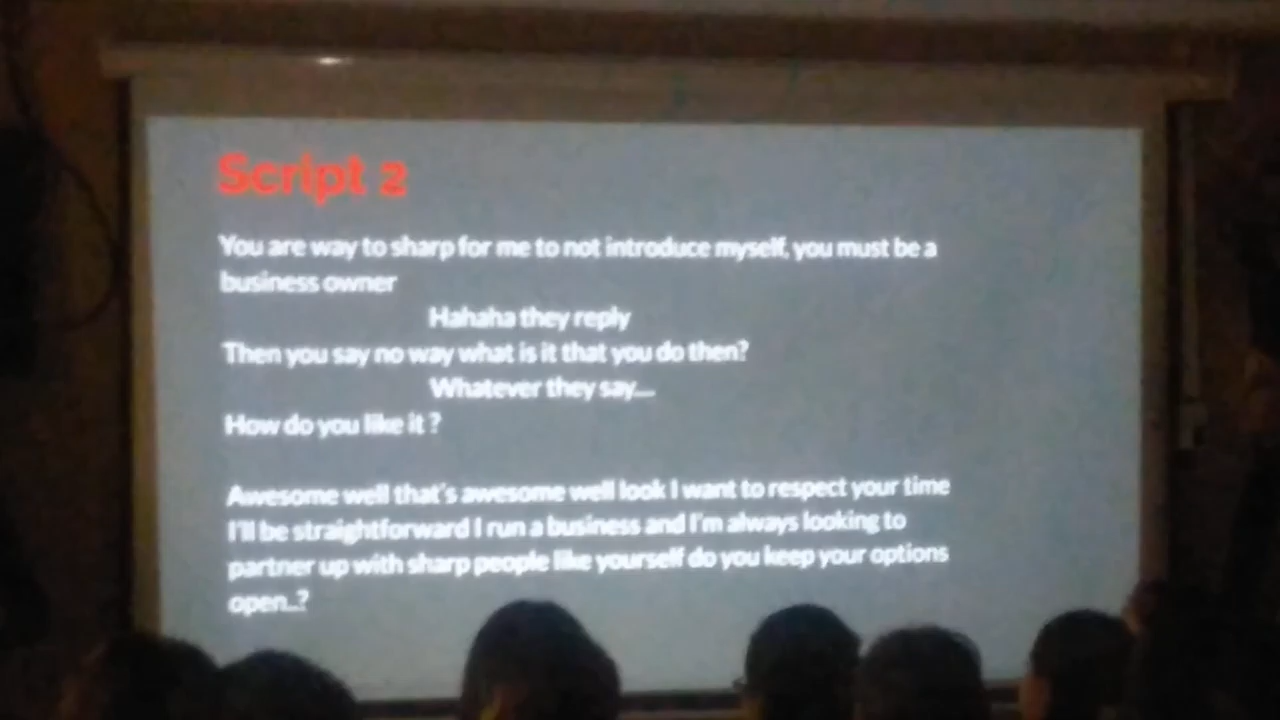 Script 2
You are way to sharp for me to not introduce myself, you must be a
business owner
Hahaha they reply
Then you say no way what is it that you do then?
Whatever they say....
How do you like it ?
Awesome well that's awesome well look I want to respect your time
I'll be straightforward I run a business and I'm always looking to
partner up with sharp people like yourself do you keep your options
open..?